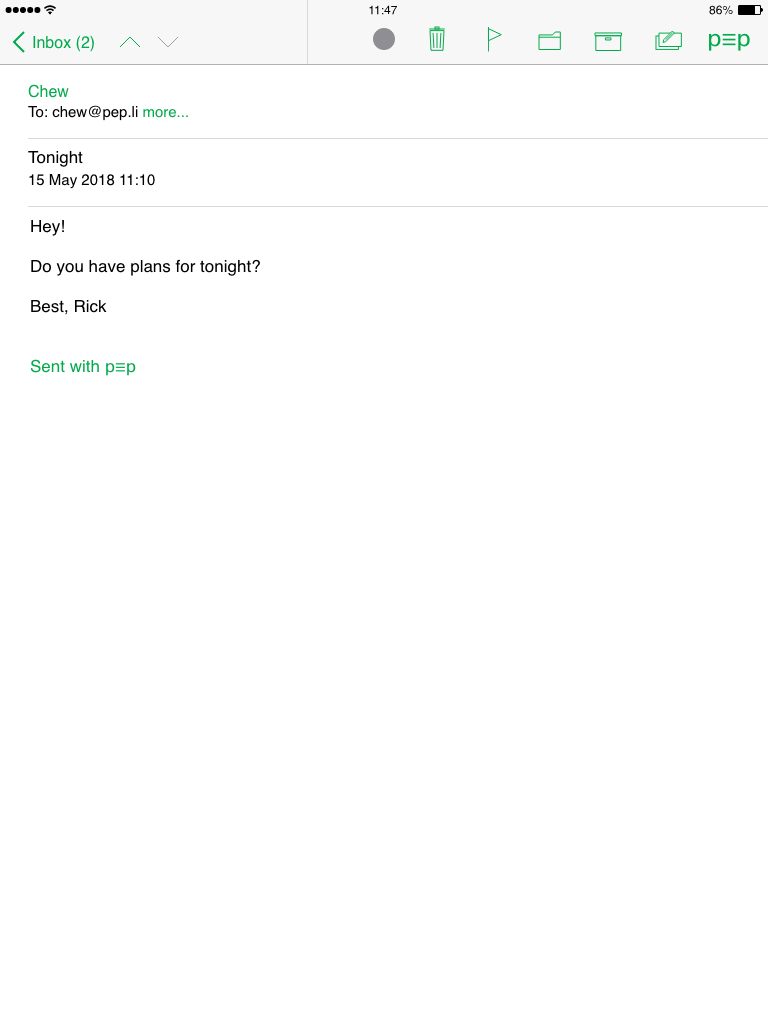 11:47
86%
Inbox (2)
p≡p
Chew
To: chew@pep.li more...
Tonight
15 May 2018 11:10
Hey!
Do you have plans for tonight?
Best, Rick
Sent with p≡p